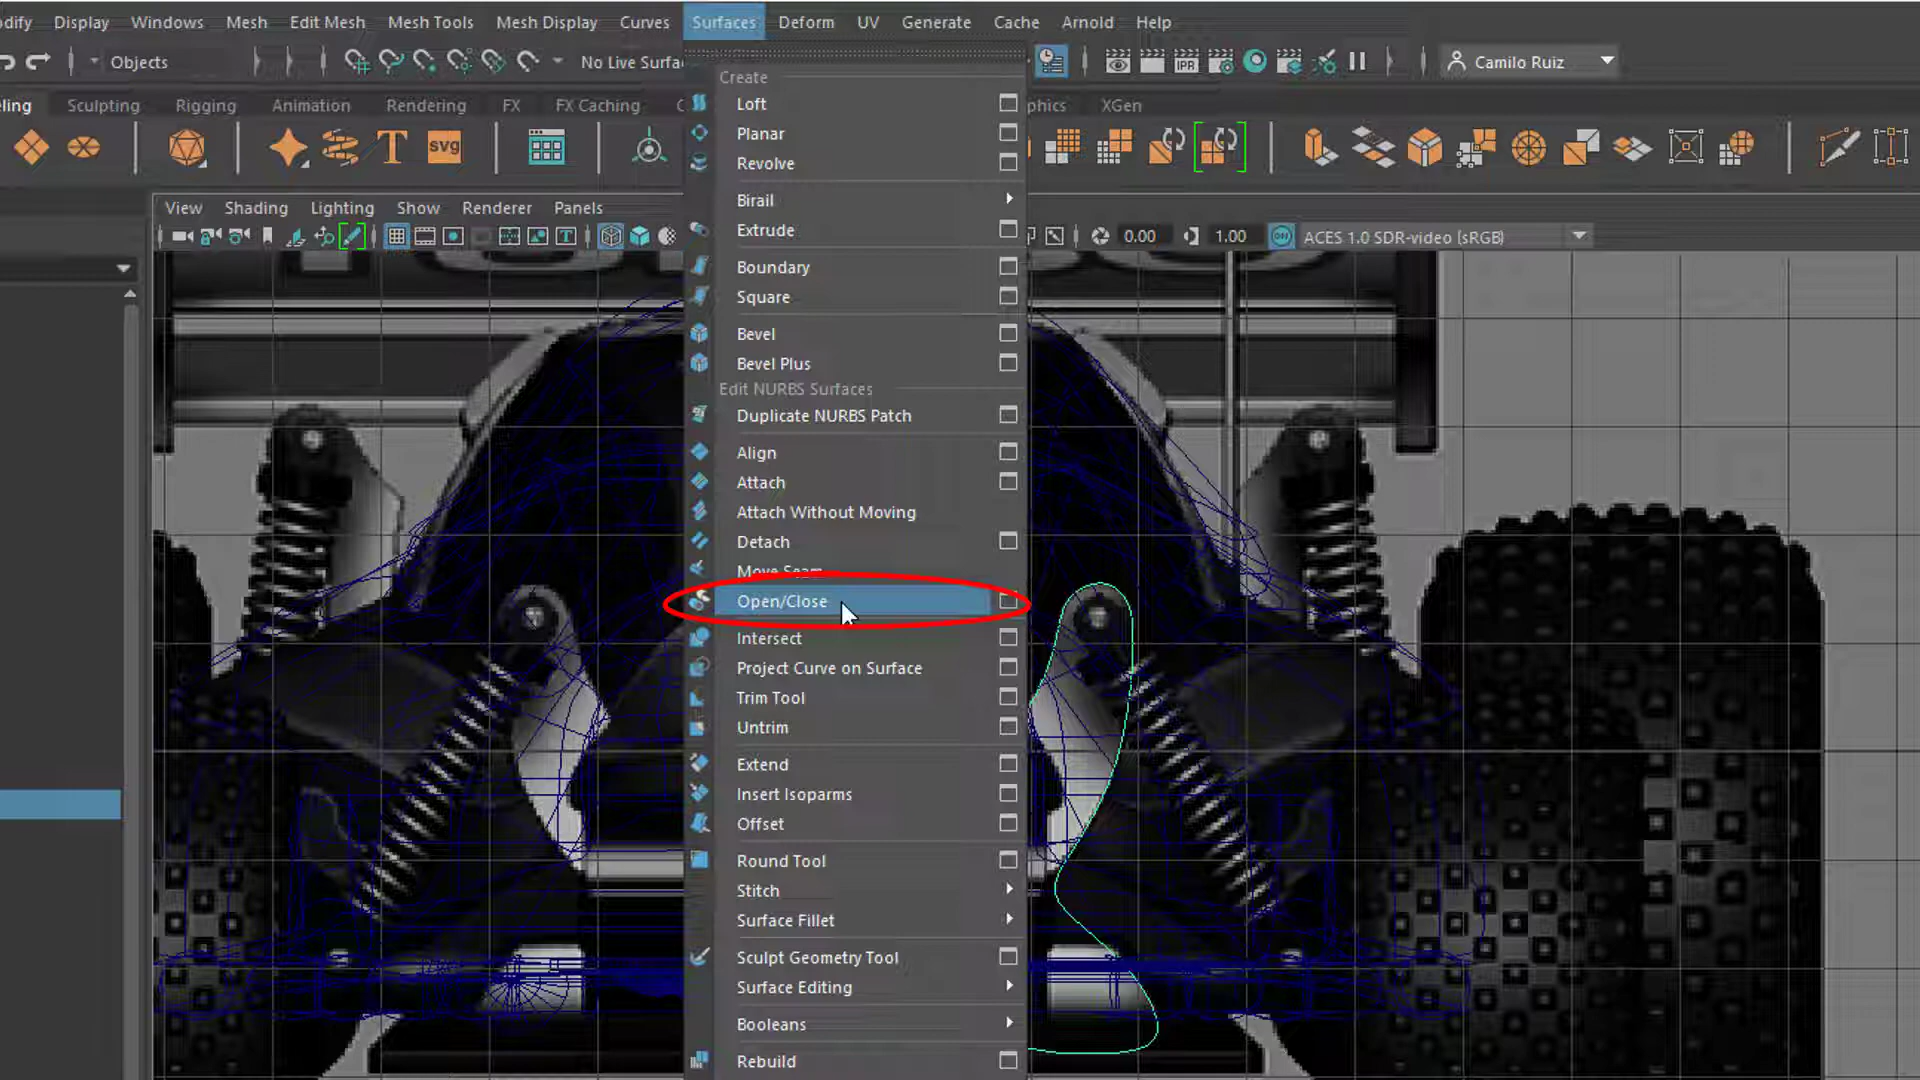 Display Windows Mesh Edit Mesh Mesh Tools Mesh Display Curves Surfaces Deform UV Generate Cache Arnold Help
Objects No Live Camilo Ruiz
Sculpting Rigging Animation Rendering FX FX Caching XGen
T svg IPR
View Shading Lighting Show Renderer Panels
0.00 1.00 ACES 1.0 SDR-video (sRGB)
Create
Loft
Planar
Revolve
Birail
Extrude
Boundary
Square
Bevel
Bevel Plus
Edit NURBS Surfaces
Duplicate NURBS Patch
Align
Attach
Attach Without Moving
Detach
Move Seam
Open/Close
Intersect
Project Curve on Surface
Trim Tool
Untrim
Extend
Insert Isoparms
Offset
Round Tool
Stitch
Surface Fillet
Sculpt Geometry Tool
Surface Editing
Booleans
Rebuild